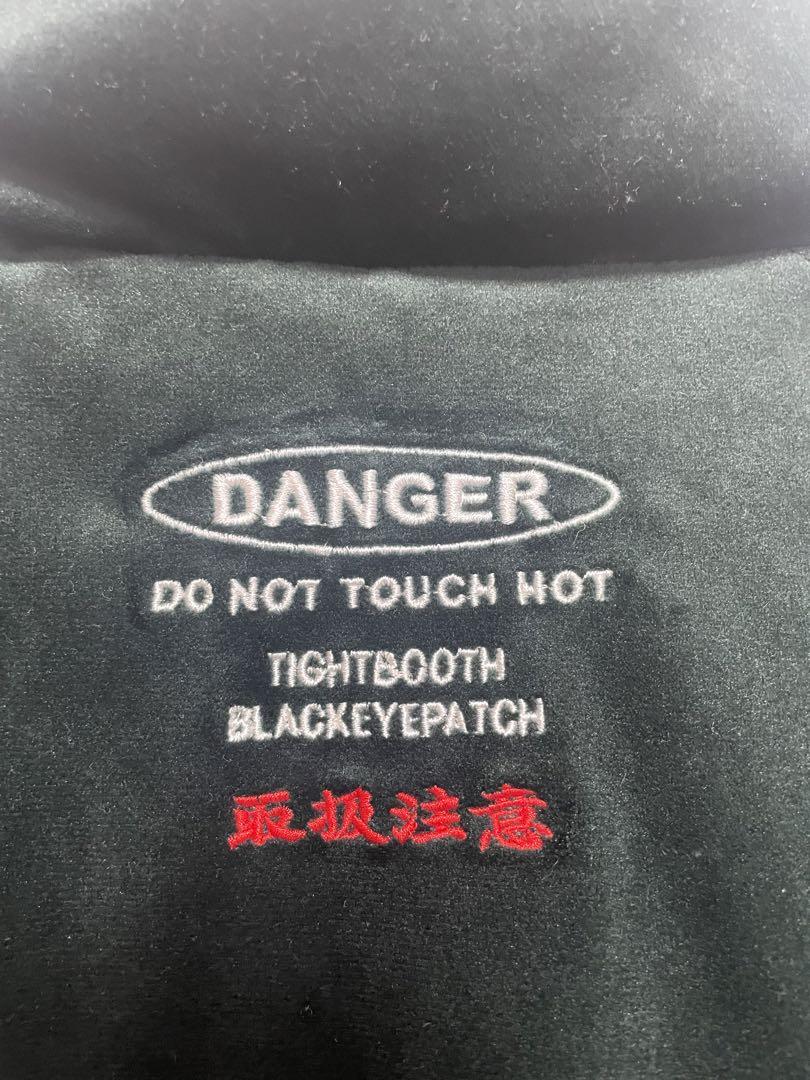 DANGER
DO NOT TOUCH HOT
TIGHTBOOTH
BLACKEYEPATCH
取扱注意